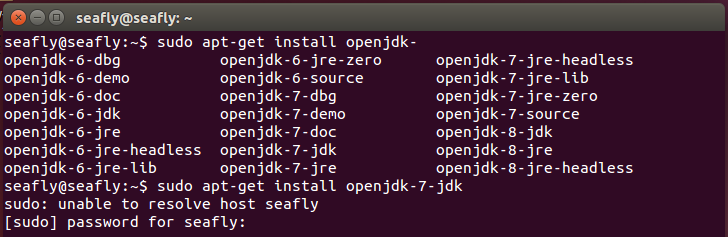 seafly@seafly: ~
seafly@seafly:~$ sudo apt-get install openjdk-
openjdk-6-dbg openjdk-6-jre-zero openjdk-7-jre-headless
openjdk-6-demo openjdk-6-source openjdk-7-jre-lib
openjdk-6-doc openjdk-7-dbg openjdk-7-jre-zero
openjdk-6-jdk openjdk-7-demo openjdk-7-source
openjdk-6-jre openjdk-7-doc openjdk-8-jdk
openjdk-6-jre-headless openjdk-7-jdk openjdk-8-jre
openjdk-6-jre-lib openjdk-7-jre openjdk-8-jre-headless
seafly@seafly:~$ sudo apt-get install openjdk-7-jdk
sudo: unable to resolve host seafly
[sudo] password for seafly: